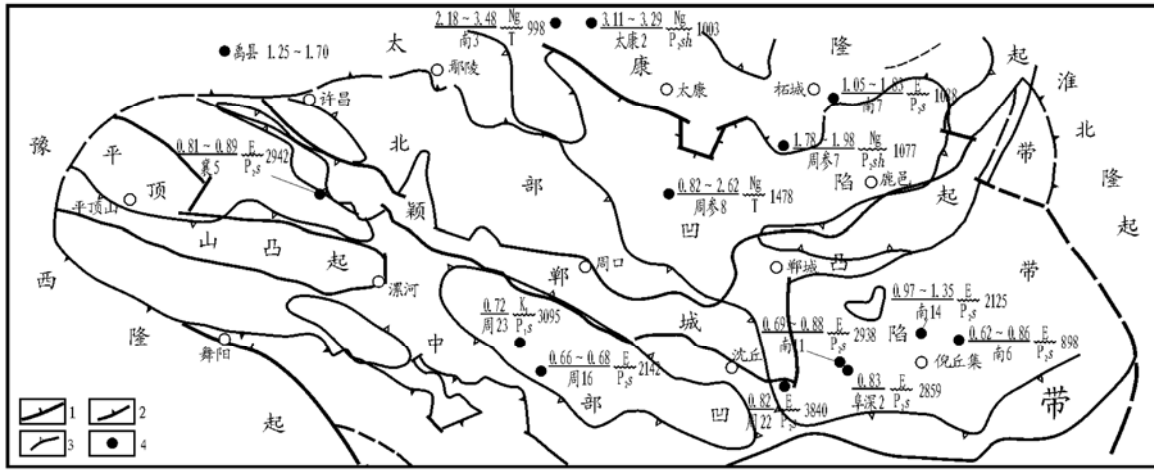 2.18~3.48 Ng
南3 T 998
3.11~3.29 Ng
太康2 P₂sh 1003
禹县 1.25~1.70
太
鄢陵
康
隆
起
淮
太康
柘城
1.05~1.83 E
南7 P₂s
许昌
北
豫
平
0.81~0.89 E
襄5 P₂s 2942
北
1.78~1.98 Ng
周参7 P₂sh 1077
带
隆
顶
部
0.82~2.62 Ng
周参8 T 1478
陷
鹿邑
起
平顶山
颍
凹
起
山
凸
起
周口
郸城
凸
带
西
漯河
郸
0.72 K₁
周23 P₂s 3095
城
0.97~1.35 E
南14 P₂s 2125
隆
舞阳
中
0.69~0.88 E
南11 P₂s 2938
陷
0.62~0.86 E
南6 P₂s 898
0.66~0.68 E
周16 P₂s 2142
沈丘
倪丘集
部
凹
0.82 E
周22 P₂s 3840
0.83 E
阜深2 P₂s 2859
带
起
1 2
3 4